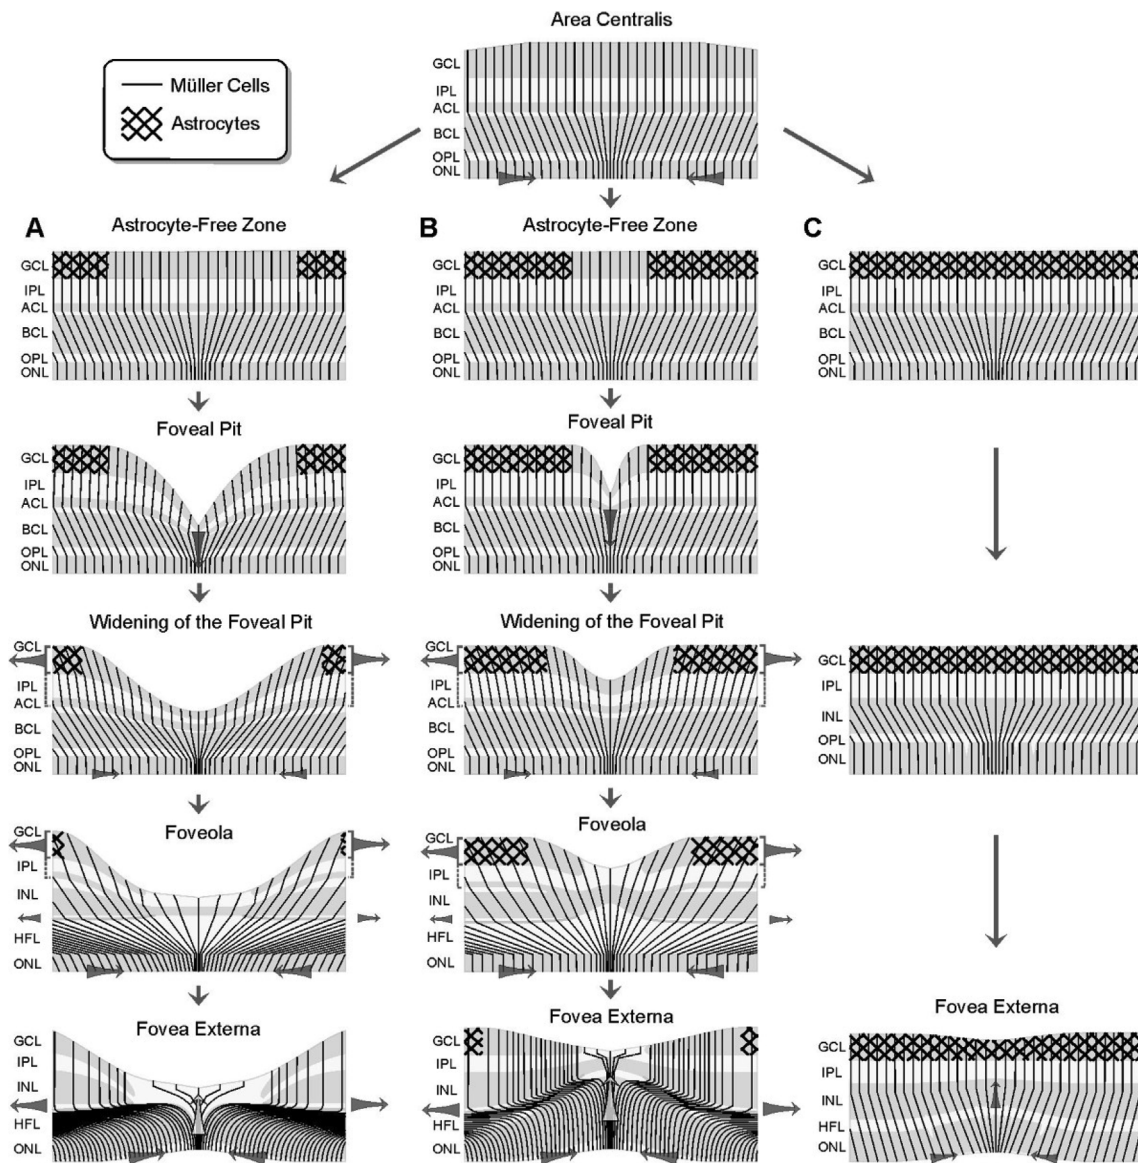 Area Centralis
GCL
IPL
ACL
BCL
OPL
ONL
Müller Cells
Astrocytes
A
Astrocyte-Free Zone
GCL
IPL
ACL
BCL
OPL
ONL
B
Astrocyte-Free Zone
GCL
IPL
ACL
BCL
OPL
ONL
C
GCL
IPL
ACL
BCL
OPL
ONL
Foveal Pit
GCL
IPL
ACL
BCL
OPL
ONL
Foveal Pit
GCL
IPL
ACL
BCL
OPL
ONL
Widening of the Foveal Pit
GCL
IPL
ACL
BCL
OPL
ONL
Widening of the Foveal Pit
GCL
IPL
ACL
BCL
OPL
ONL
GCL
IPL
INL
OPL
ONL
Foveola
GCL
IPL
INL
HFL
ONL
Foveola
GCL
IPL
INL
HFL
ONL
Fovea Externa
GCL
IPL
INL
HFL
ONL
Fovea Externa
GCL
IPL
INL
HFL
ONL
Fovea Externa
GCL
IPL
INL
HFL
ONL